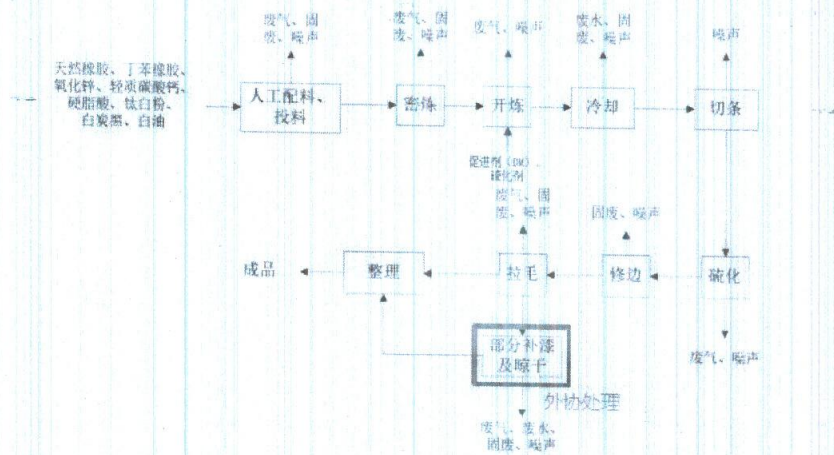 废气、固
废、噪声
废气、固
废、噪声
废气、噪声
废水、固
废、噪声
噪声
天然橡胶、丁苯橡胶、
氧化锌、轻质碳酸钙、
硬脂酸、钛白粉、
白炭黑、白油
人工配料、
投料
密炼
开炼
冷却
切条
促进剂（DM）、
硫化剂
废气、固
废、噪声
固废、噪声
成品
整理
拉毛
修边
硫化
部分补漆
及晾干
废气、噪声
外协处理
废气、废水、
固废、噪声